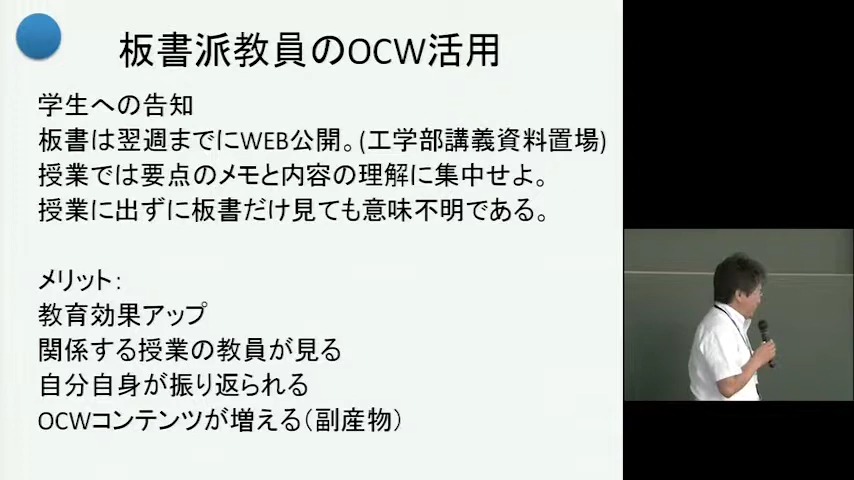 板書派教員のOCW活用
学生への告知
板書は翌週までにWEB公開。(工学部講義資料置場)
授業では要点のメモと内容の理解に集中せよ。
授業に出ずに板書だけ見ても意味不明である。
メリット：
教育効果アップ
関係する授業の教員が見る
自分自身が振り返られる
OCWコンテンツが増える（副産物）